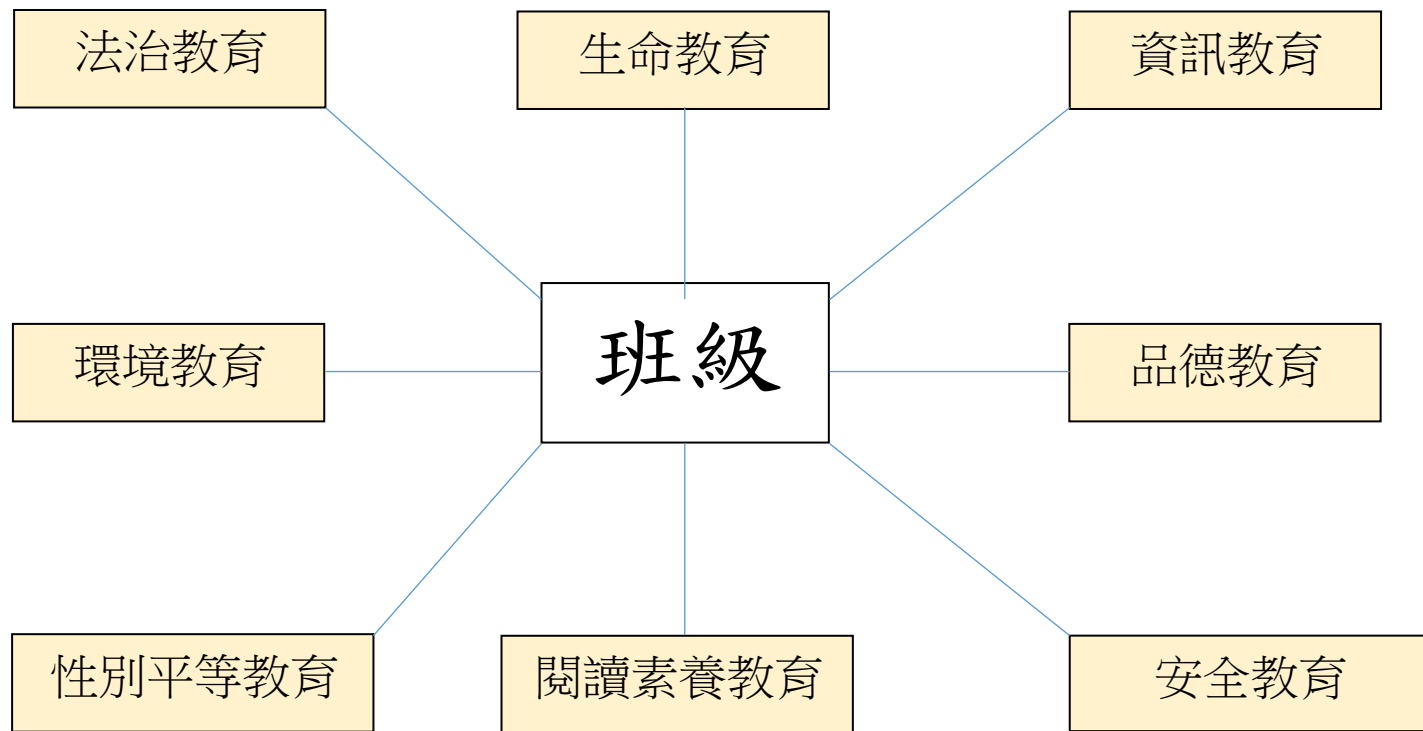 法治教育
生命教育
資訊教育
環境教育
班級
品德教育
性別平等教育
閱讀素養教育
安全教育